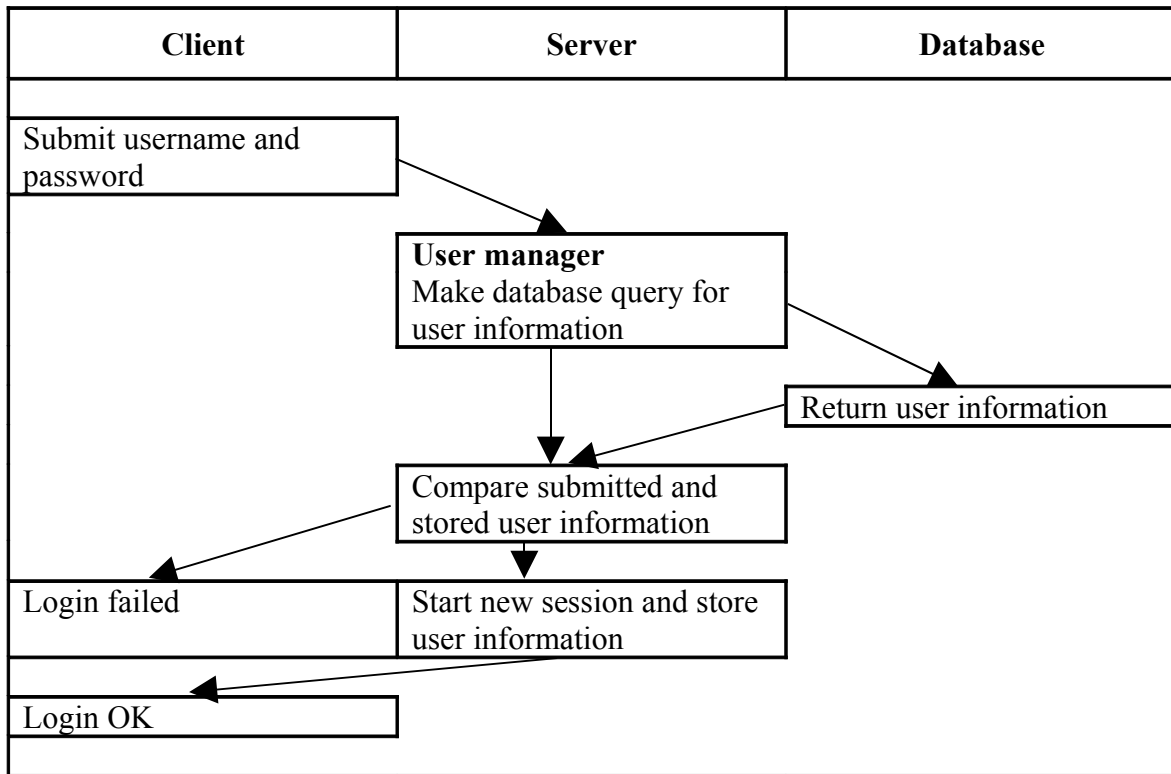 Client
Server
Database
Submit username and
password
User manager
Make database query for
user information
Return user information
Compare submitted and
stored user information
Login failed
Start new session and store
user information
Login OK